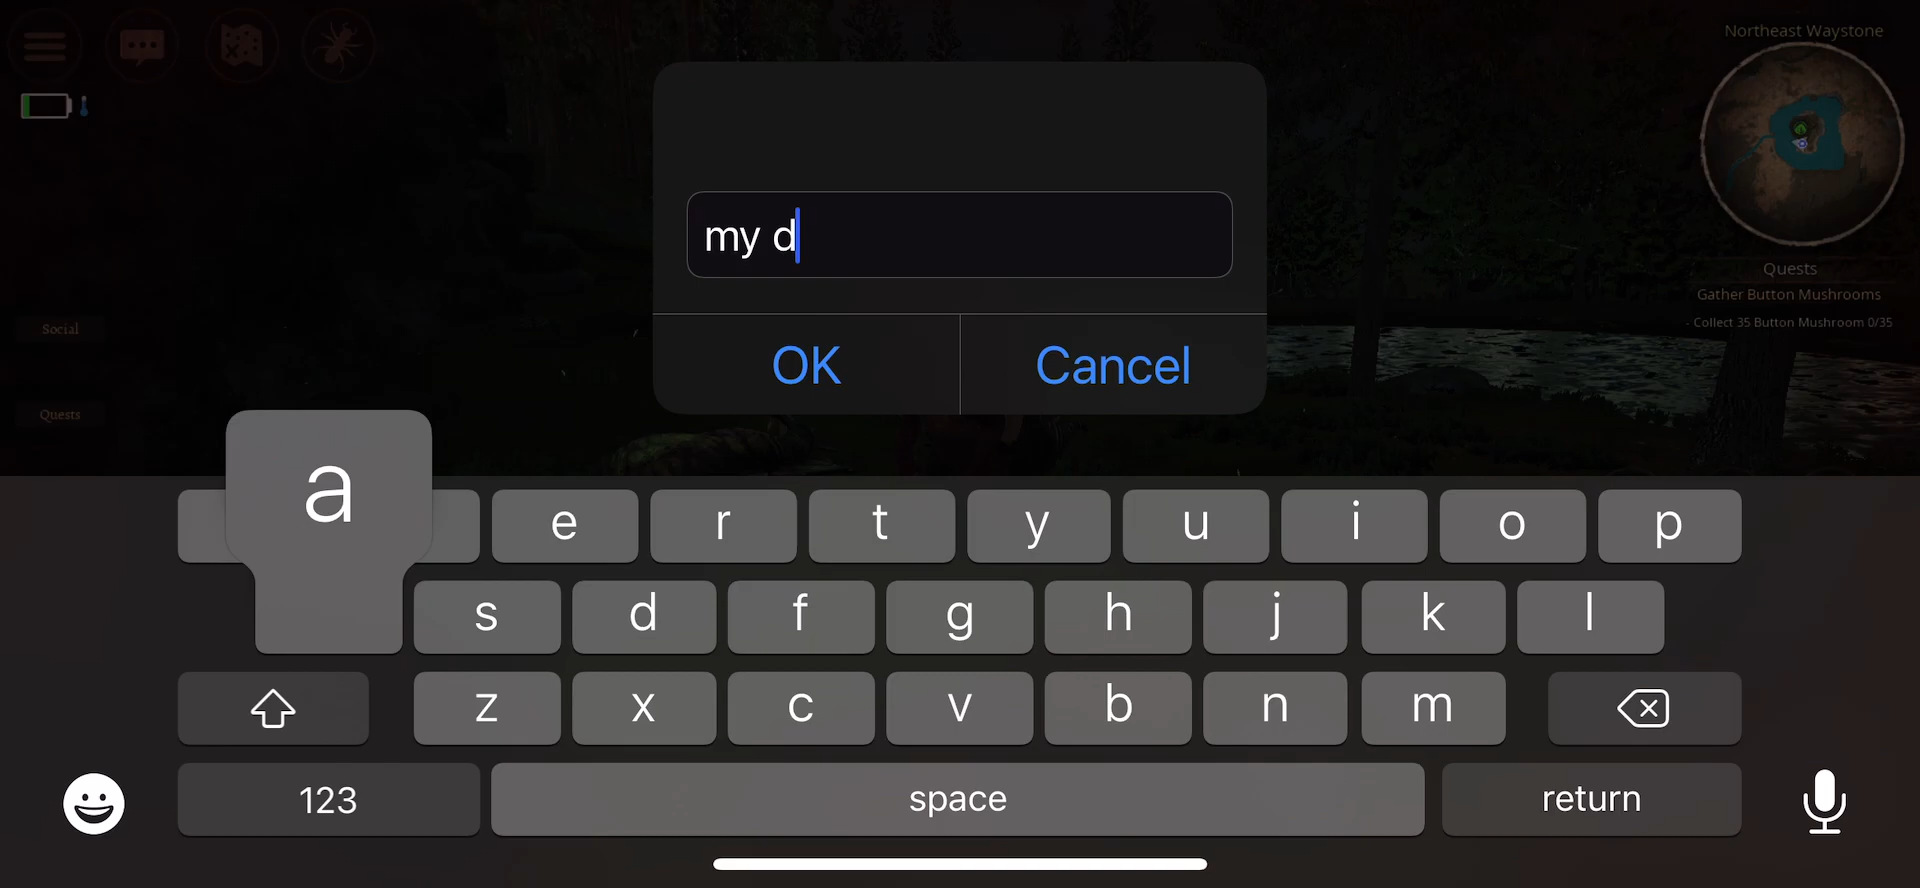 Northeast Waystone
my d
OK
Cancel
Quests
Gather Button Mushrooms
- Collect 35 Button Mushroom 0/35
Social
Quests
a
e r t y u i o p
s d f g h j k l
z x c v b n m
123
space
return